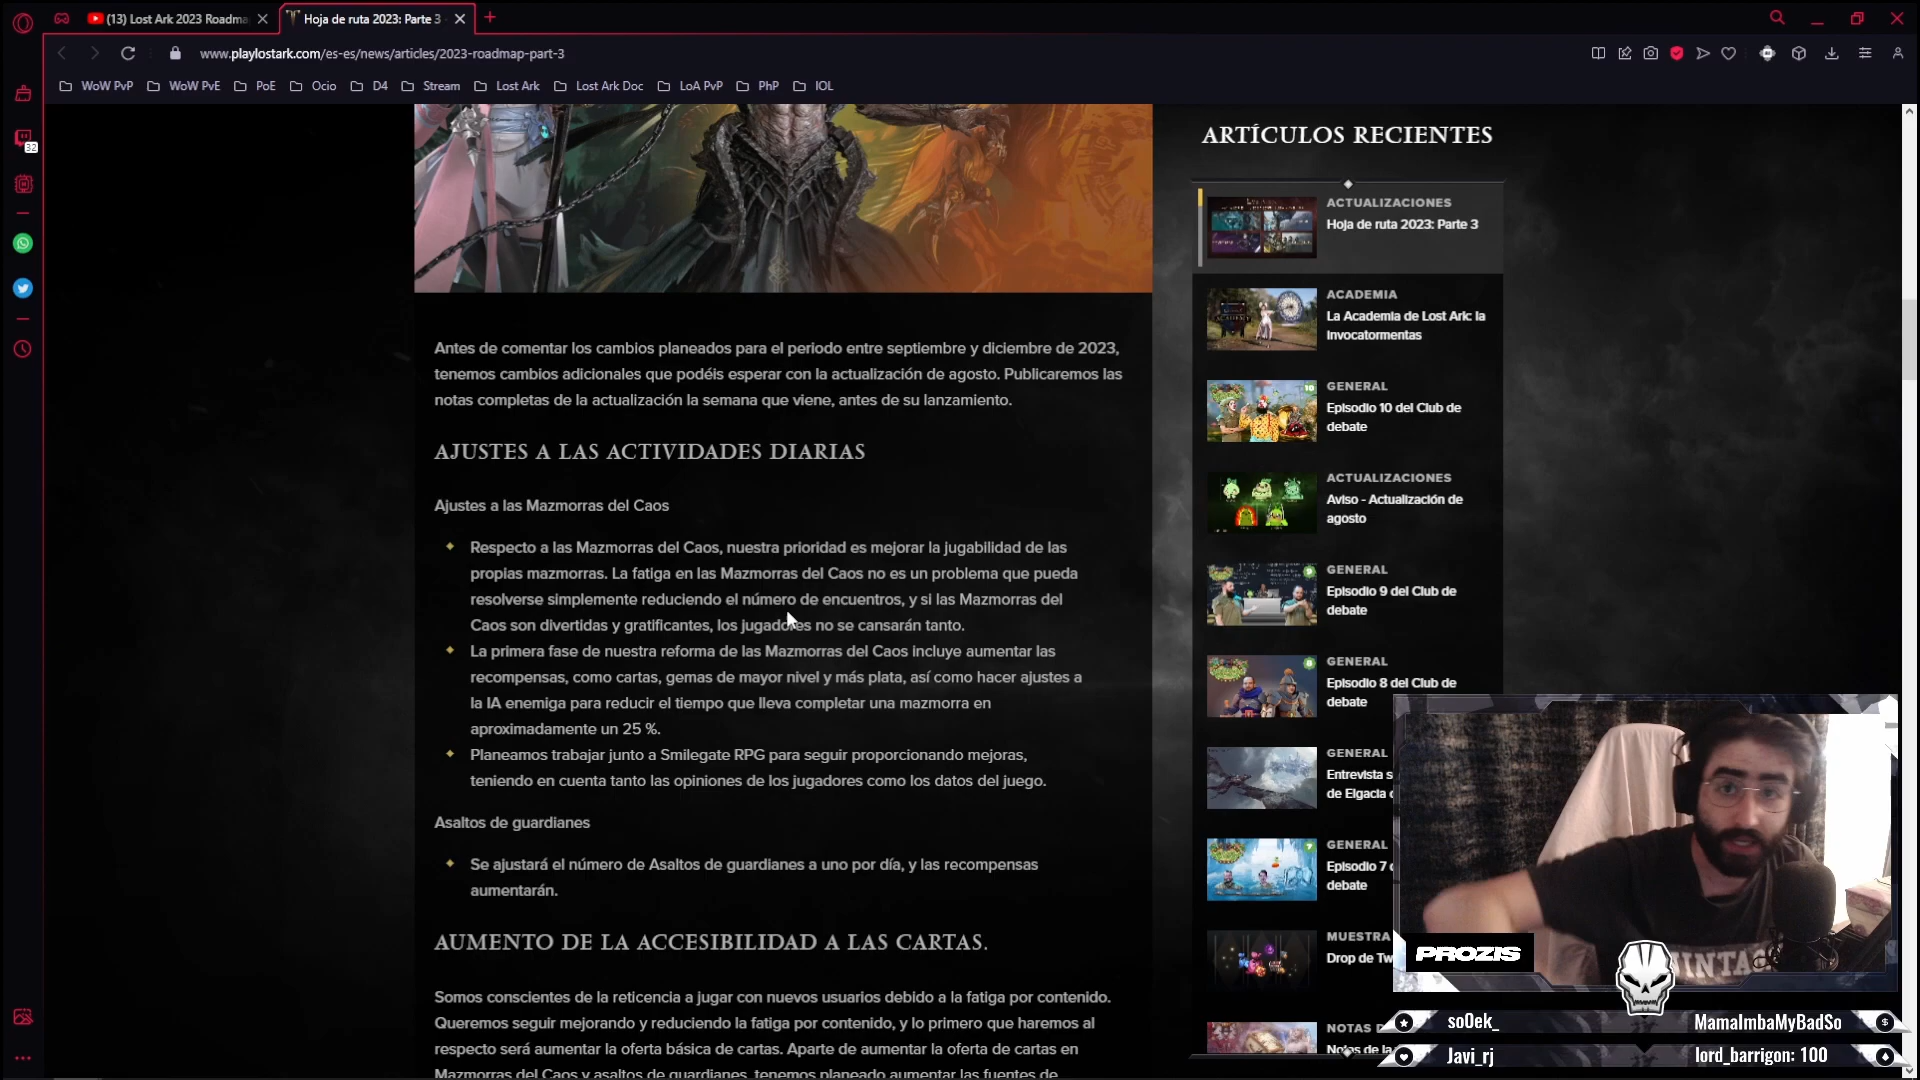 (13) Lost Ark 2023 Roadma
Hoja de ruta 2023: Parte 3
www.playlostark.com/es-es/news/articles/2023-roadmap-part-3
WoW PvP
WoW PvE
PoE
Ocio
D4
Stream
Lost Ark
Lost Ark Doc
LoA PvP
PhP
IOL
32
Antes de comentar los cambios planeados para el periodo entre septiembre y diciembre de 2023,
tenemos cambios adicionales que podéis esperar con la actualización de agosto. Publicaremos las
notas completas de la actualización la semana que viene, antes de su lanzamiento.
AJUSTES A LAS ACTIVIDADES DIARIAS
Ajustes a las Mazmorras del Caos
Respecto a las Mazmorras del Caos, nuestra prioridad es mejorar la jugabilidad de las
propias mazmorras. La fatiga en las Mazmorras del Caos no es un problema que pueda
resolverse simplemente reduciendo el número de encuentros, y si las Mazmorras del
Caos son divertidas y gratificantes, los jugadores no se cansarán tanto.
La primera fase de nuestra reforma de las Mazmorras del Caos incluye aumentar las
recompensas, como cartas, gemas de mayor nivel y más plata, así como hacer ajustes a
la IA enemiga para reducir el tiempo que lleva completar una mazmorra en
aproximadamente un 25 %.
Planeamos trabajar junto a Smilegate RPG para seguir proporcionando mejoras,
teniendo en cuenta tanto las opiniones de los jugadores como los datos del juego.
Asaltos de guardianes
Se ajustará el número de Asaltos de guardianes a uno por día, y las recompensas
aumentarán.
AUMENTO DE LA ACCESIBILIDAD A LAS CARTAS.
Somos conscientes de la reticencia a jugar con nuevos usuarios debido a la fatiga por contenido.
Queremos seguir mejorando y reduciendo la fatiga por contenido, y lo primero que haremos al
respecto será aumentar la oferta básica de cartas. Aparte de aumentar la oferta de cartas en
Mazmorras del Caos y asaltos de guardianes, tenemos planeado aumentar las fuentes de
ARTÍCULOS RECIENTES
ACTUALIZACIONES
Hoja de ruta 2023: Parte 3
ACADEMIA
La Academia de Lost Ark: la
Invocatormentas
GENERAL
Episodio 10 del Club de
debate
ACTUALIZACIONES
Aviso - Actualización de
agosto
GENERAL
Episodio 9 del Club de
debate
GENERAL
Episodio 8 del Club de
debate
GENERAL
Entrevista s
de Elgacia
GENERAL
Episodio 7
debate
MUESTRA
Drop de Tw
NOTAS D
Notas de la
PROZIS
INTA
so0ek_
MamaImbaMyBadSo
Javi_rj
lord_barrigon: 100